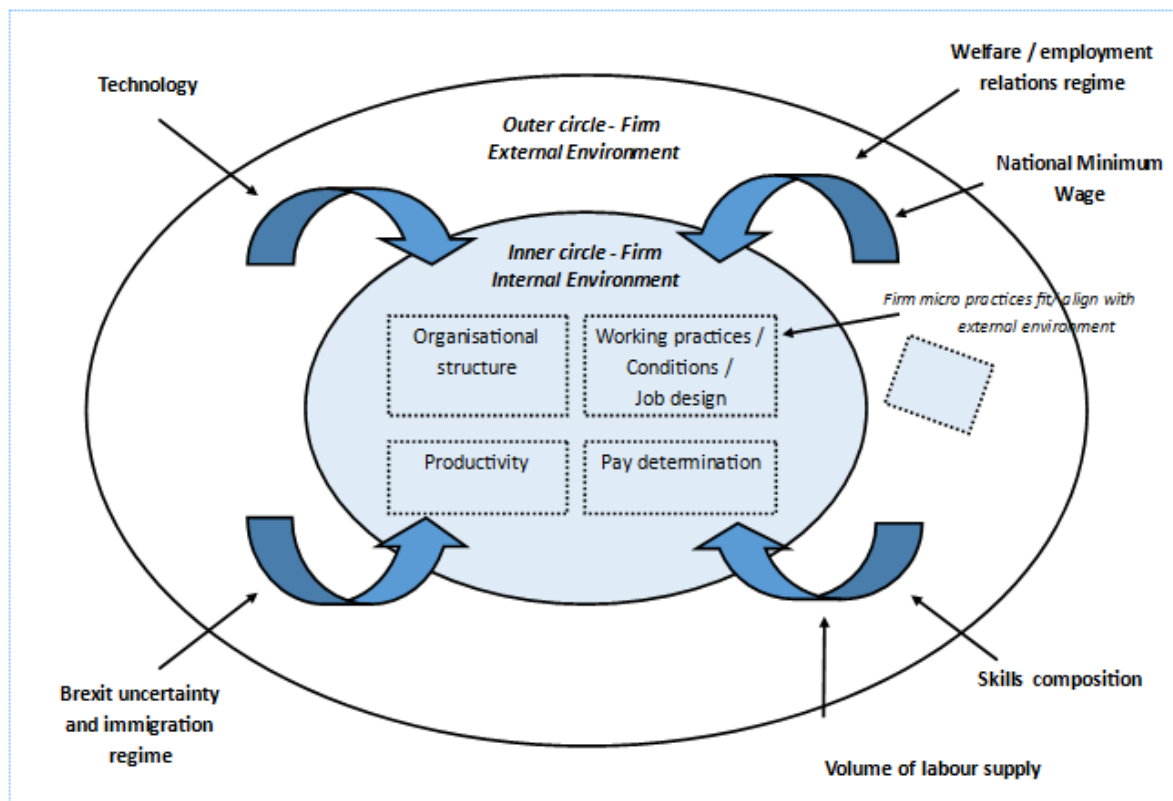 Technology
Welfare / employment
relations regime
Outer circle - Firm
External Environment
National Minimum
Wage
Inner circle - Firm
Internal Environment
Firm micro practices fit/ align with
external environment
Organisational
structure
Working practices /
Conditions /
Job design
Productivity
Pay determination
Brexit uncertainty
and immigration
regime
Skills composition
Volume of labour supply